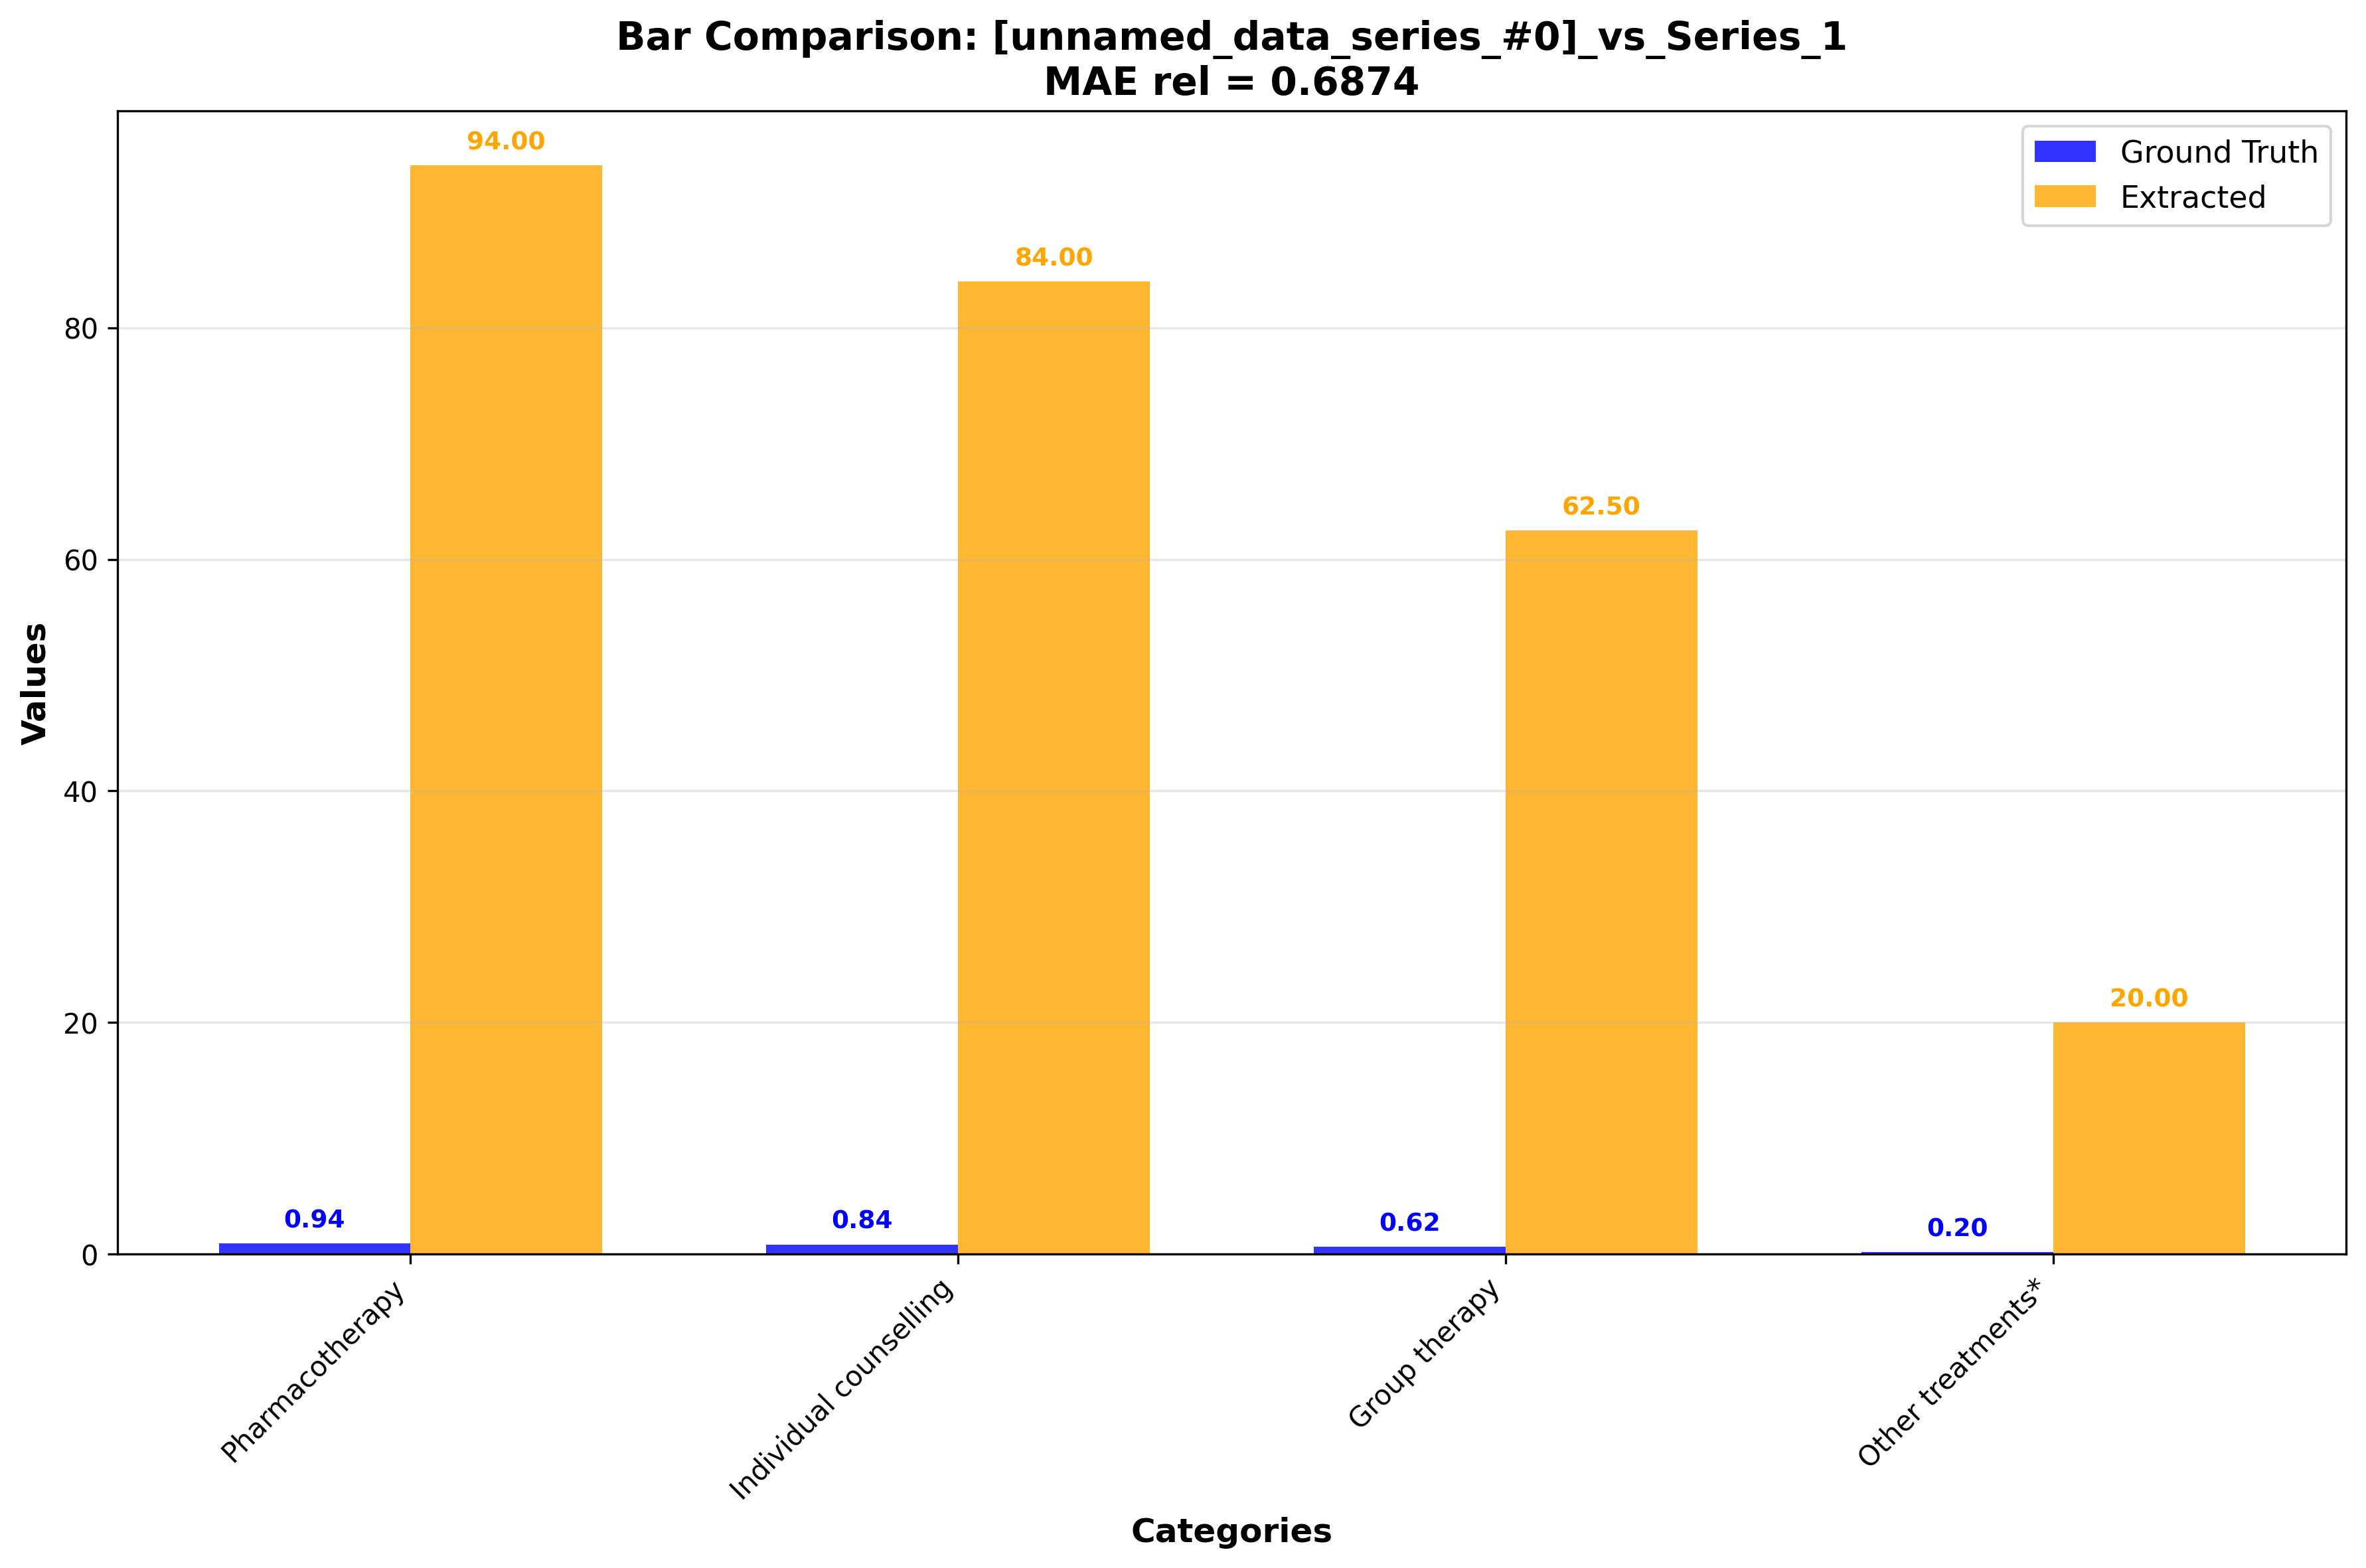 Bar Comparison: [unnamed_data_series_#0]_vs_Series_1
MAE rel = 0.6874
Ground Truth
Extracted
94.00
84.00
62.50
20.00
0.94
0.84
0.62
0.20
80
60
40
20
0
Values
Pharmacotherapy
Individual counselling
Group therapy
Other treatments*
Categories